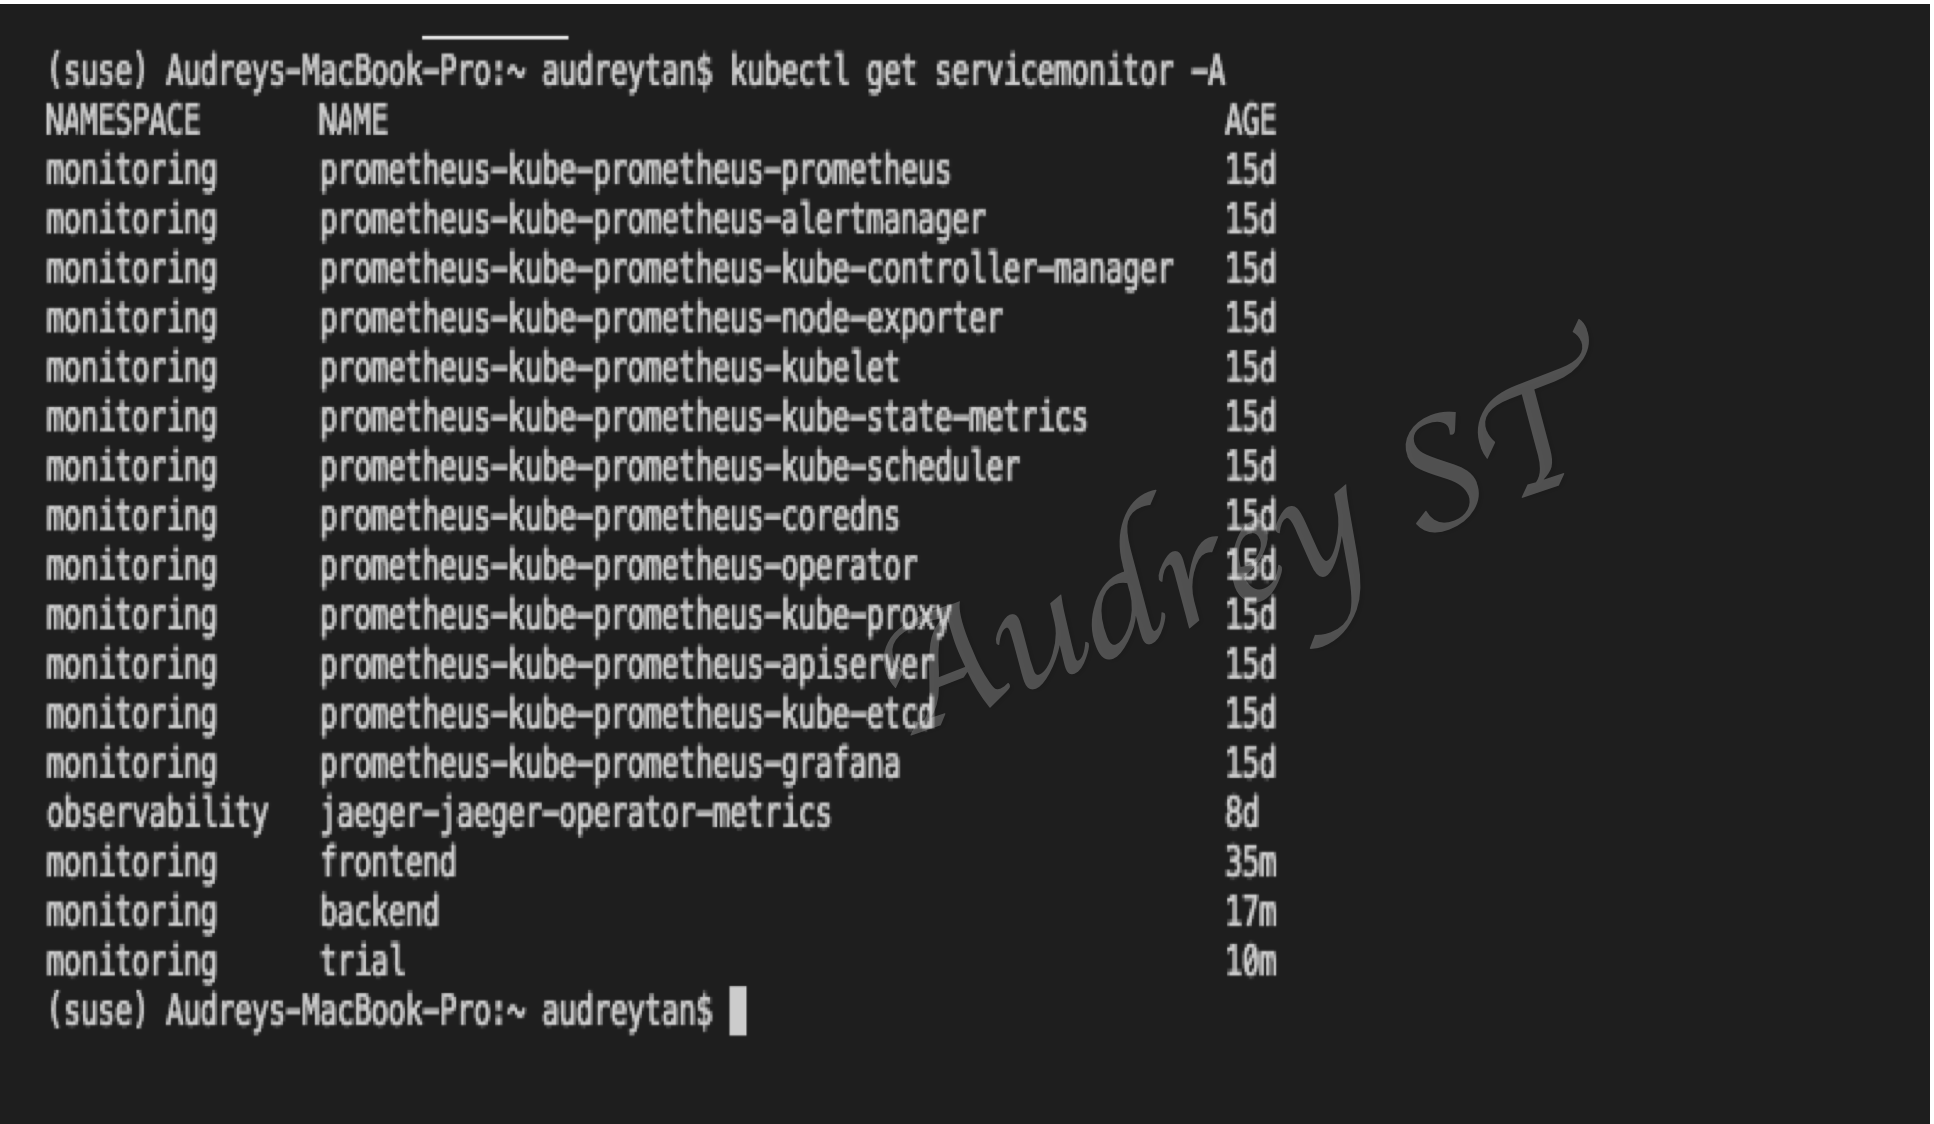 (suse) Audreys-MacBook-Pro:~ audreytan$ kubectl get servicemonitor -A
NAMESPACE NAME AGE
monitoring prometheus-kube-prometheus-prometheus 15d
monitoring prometheus-kube-prometheus-alertmanager 15d
monitoring prometheus-kube-prometheus-kube-controller-manager 15d
monitoring prometheus-kube-prometheus-node-exporter 15d
monitoring prometheus-kube-prometheus-kubelet 15d
monitoring prometheus-kube-prometheus-kube-state-metrics 15d
monitoring prometheus-kube-prometheus-kube-scheduler 15d
monitoring prometheus-kube-prometheus-coredns 15d
monitoring prometheus-kube-prometheus-operator 15d
monitoring prometheus-kube-prometheus-kube-proxy 15d
monitoring prometheus-kube-prometheus-apiserver 15d
monitoring prometheus-kube-prometheus-kube-etcd 15d
monitoring prometheus-kube-prometheus-grafana 15d
observability jaeger-jaeger-operator-metrics 8d
monitoring frontend 35m
monitoring backend 17m
monitoring trial 10m
(suse) Audreys-MacBook-Pro:~ audreytan$
Audrey ST